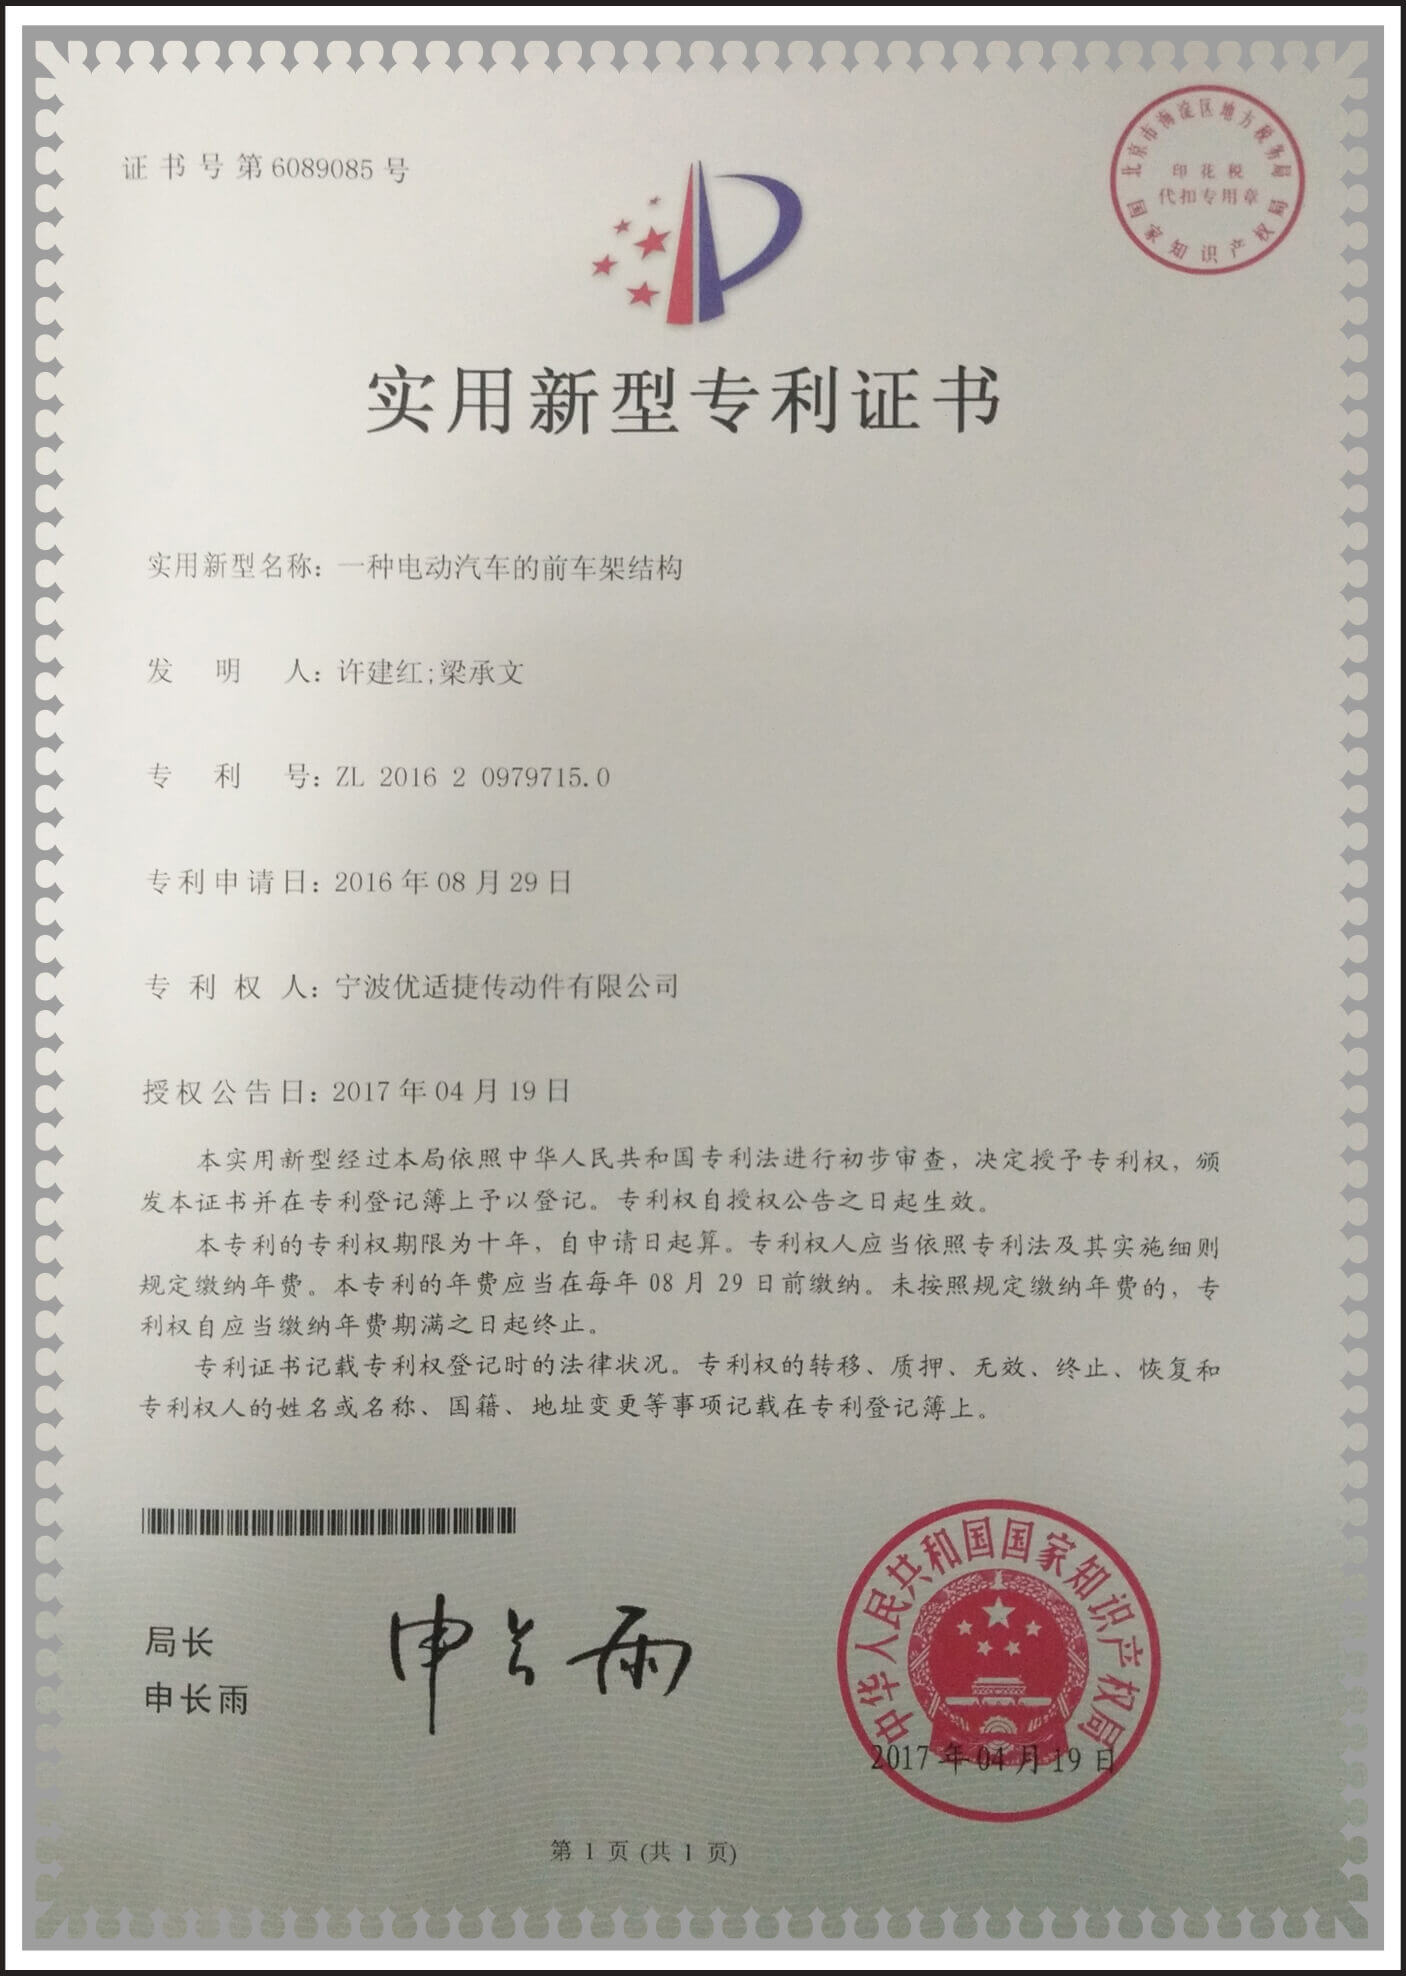 证书号第6089085号
北京市海淀区地方税务局
印花税
代扣专用章
国家知识产权局
实用新型专利证书
实用新型名称：一种电动汽车的前车架结构
发明人：许建红;梁承文
专利号：ZL 2016 2 0979715.0
专利申请日：2016年08月29日
专利权人：宁波优适捷传动件有限公司
授权公告日：2017年04月19日
本实用新型经过本局依照中华人民共和国专利法进行初步审查，决定授予专利权，颁
发本证书并在专利登记簿上予以登记。专利权自授权公告之日起生效。
本专利的专利权期限为十年，自申请日起算。专利权人应当依照专利法及其实施细则
规定缴纳年费。本专利的年费应当在每年 08 月 29 日前缴纳。未按照规定缴纳年费的，专
利权自应当缴纳年费期满之日起终止。
专利证书记载专利权登记时的法律状况。专利权的转移、质押、无效、终止、恢复和
专利权人的姓名或名称、国籍、地址变更等事项记载在专利登记簿上。
局长
申长雨
申长雨
中华人民共和国国家知识产权局
2017年04月19日
第 1 页 (共 1 页)